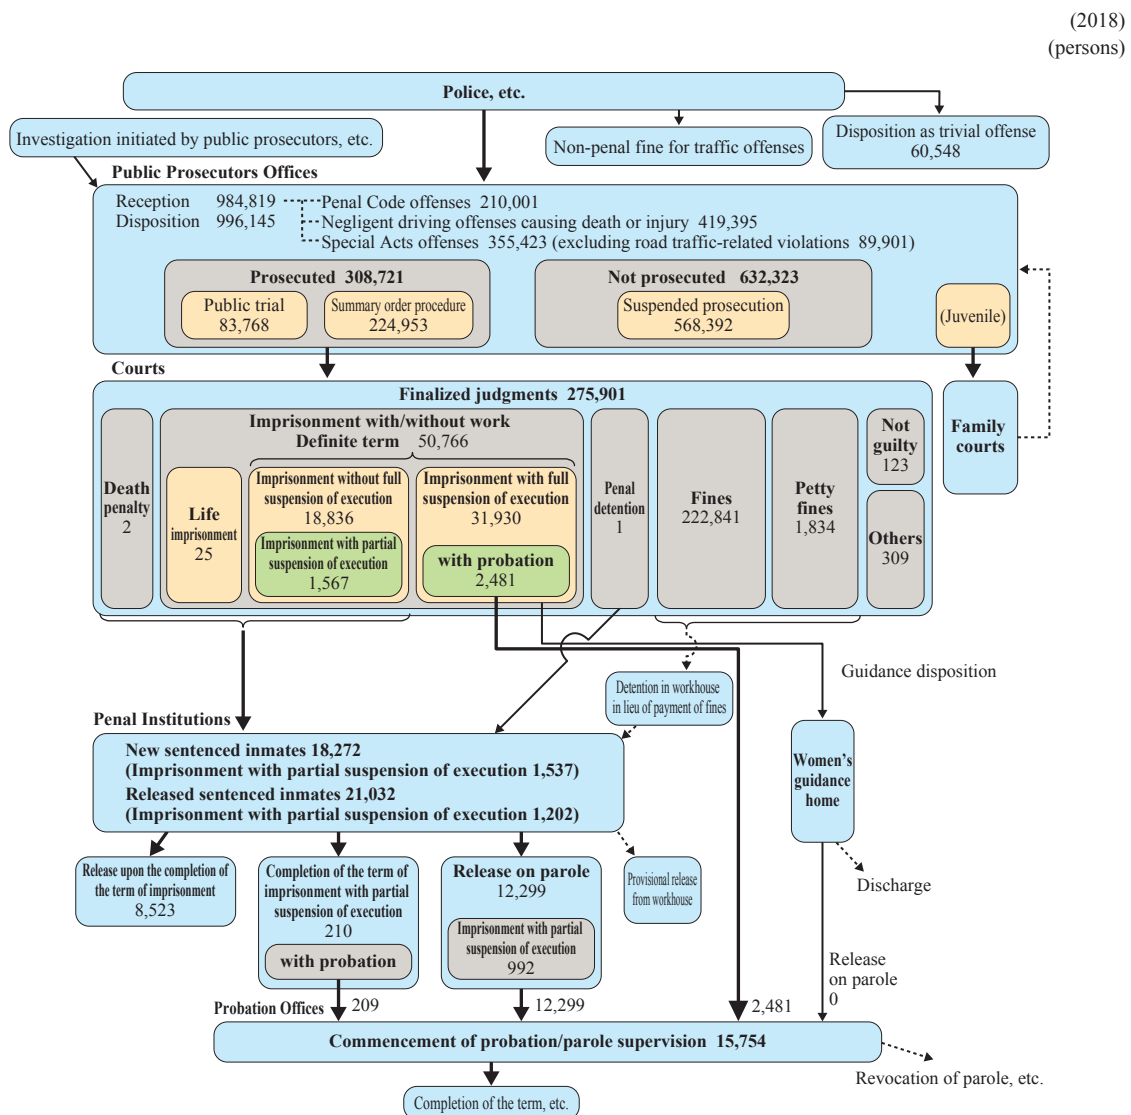 (2018)
(persons)
Police, etc.
Investigation initiated by public prosecutors, etc.
Non-penal fine for traffic offenses
Disposition as trivial offense
60,548
Public Prosecutors Offices
Reception 984,819
Disposition 996,145
Penal Code offenses 210,001
Negligent driving offenses causing death or injury 419,395
Special Acts offenses 355,423 (excluding road traffic-related violations 89,901)
Prosecuted 308,721
Public trial
83,768
Summary order procedure
224,953
Not prosecuted 632,323
Suspended prosecution
568,392
(Juvenile)
Courts
Finalized judgments 275,901
Death
penalty
2
Imprisonment with/without work
Definite term 50,766
Life
imprisonment
25
Imprisonment without full
suspension of execution
18,836
Imprisonment with partial
suspension of execution
1,567
Imprisonment with full
suspension of execution
31,930
with probation
2,481
Penal
detention
1
Fines
222,841
Petty
fines
1,834
Not
guilty
123
Others
309
Family
courts
Guidance disposition
Detention in workhouse
in lieu of payment of fines
Penal Institutions
New sentenced inmates 18,272
(Imprisonment with partial suspension of execution 1,537)
Released sentenced inmates 21,032
(Imprisonment with partial suspension of execution 1,202)
Women's
guidance
home
Release upon the completion of
the term of imprisonment
8,523
Completion of the term of
imprisonment with partial
suspension of execution
210
with probation
Release on parole
12,299
Imprisonment with partial
suspension of execution
992
Provisional release
from workhouse
Discharge
Release
on parole
0
Probation Offices
209
12,299
2,481
Commencement of probation/parole supervision 15,754
Revocation of parole, etc.
Completion of the term, etc.